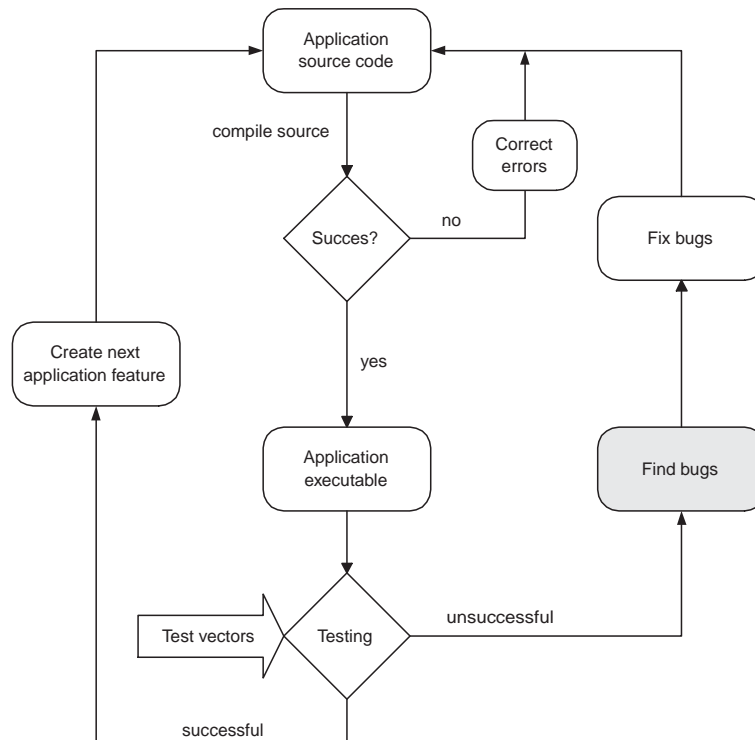 Application
source code
compile source
Correct
errors
Succes?
no
Fix bugs
Create next
application feature
yes
Application
executable
Find bugs
Test vectors
Testing
unsuccessful
successful